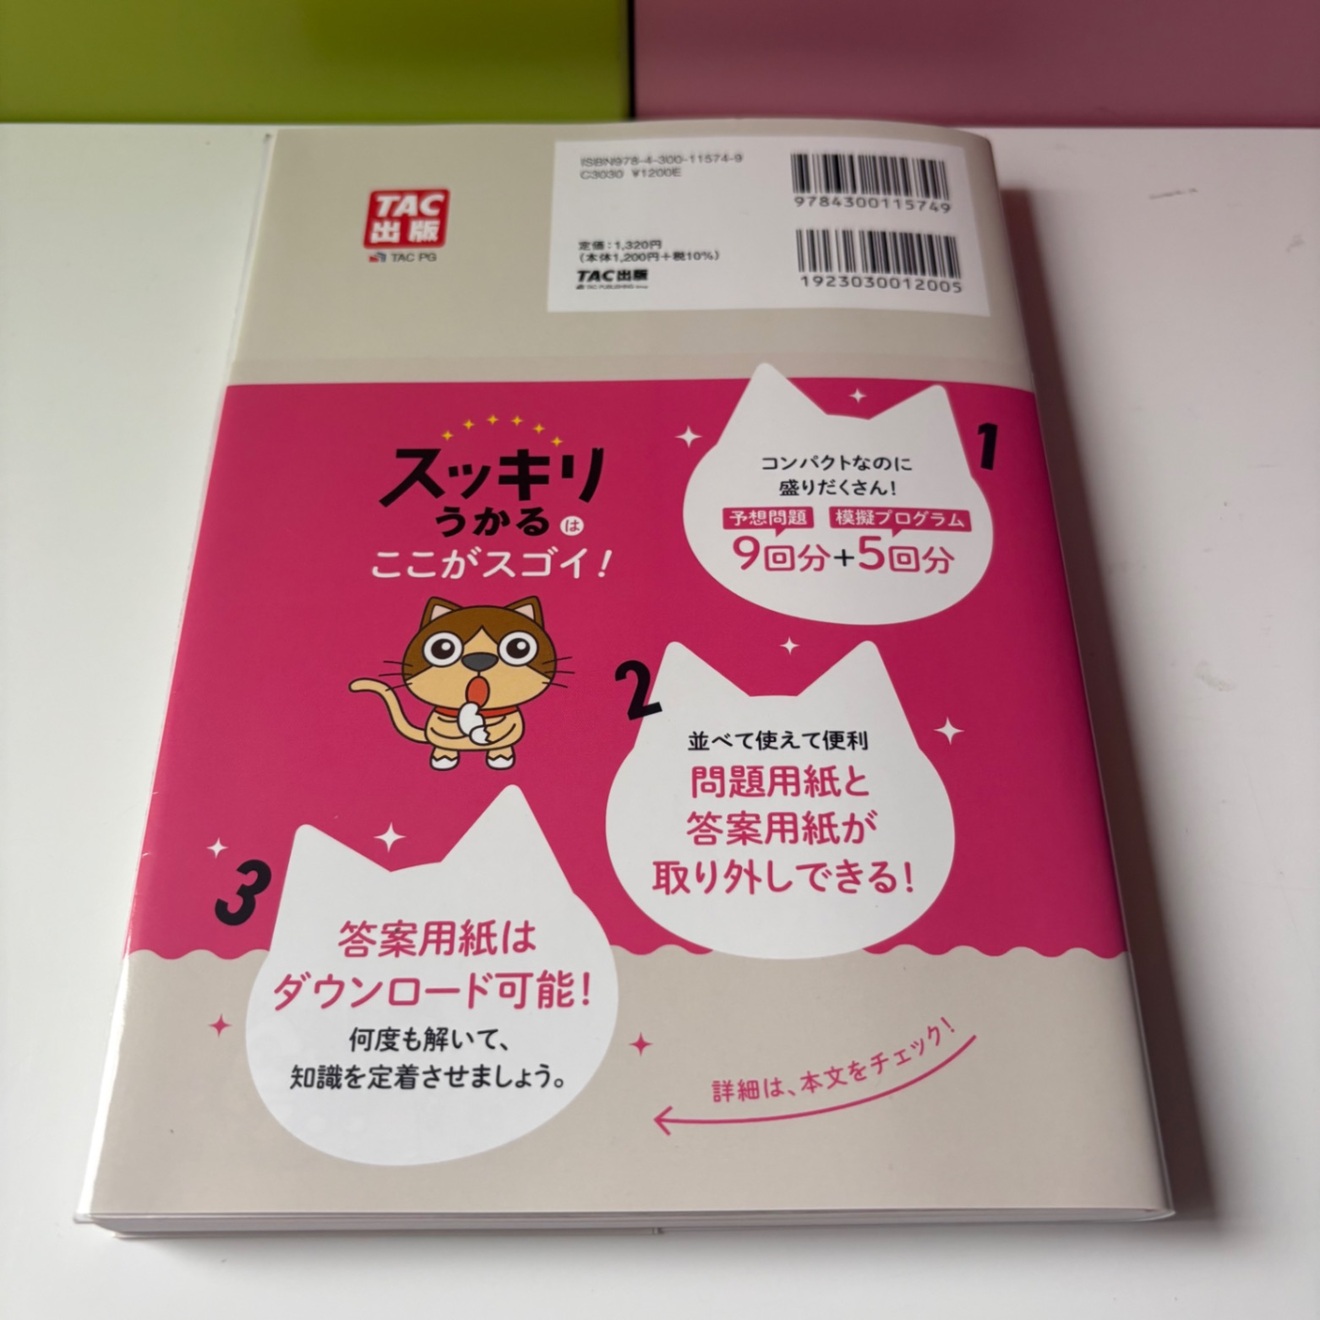 TAC
出版
TAC PG
ISBN978-4-300-11574-9
C3030 ¥1200E
定価：1,320円
（本体1,200円＋税10%）
TAC出版
9784300115749
1923030012005
スッキリ
うかる は
ここがスゴイ！
1
コンパクトなのに
盛りだくさん！
予想問題 模擬プログラム
9回分+5回分
2
並べて使えて便利
問題用紙と
答案用紙が
取り外しできる！
3
答案用紙は
ダウンロード可能！
何度も解いて、
知識を定着させましょう。
詳細は、本文をチェック！